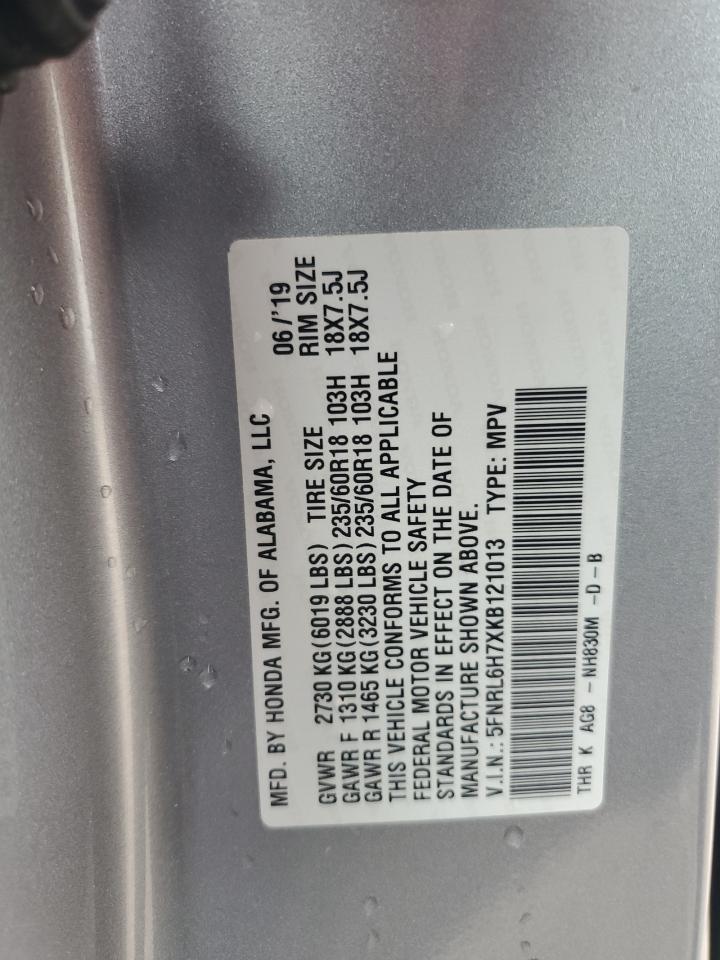 MFD. BY HONDA MFG. OF ALABAMA, LLC 06/'19
GVWR 2730 KG (6019 LBS) TIRE SIZE RIM SIZE
GAWR F 1310 KG (2888 LBS) 235/60R18 103H 18X7.5J
GAWR R 1465 KG (3230 LBS) 235/60R18 103H 18X7.5J
THIS VEHICLE CONFORMS TO ALL APPLICABLE
FEDERAL MOTOR VEHICLE SAFETY
STANDARDS IN EFFECT ON THE DATE OF
MANUFACTURE SHOWN ABOVE.
V.I.N.: 5FNRL6H7XKB121013 TYPE: MPV
THR K AG8 - NH830M -D-B